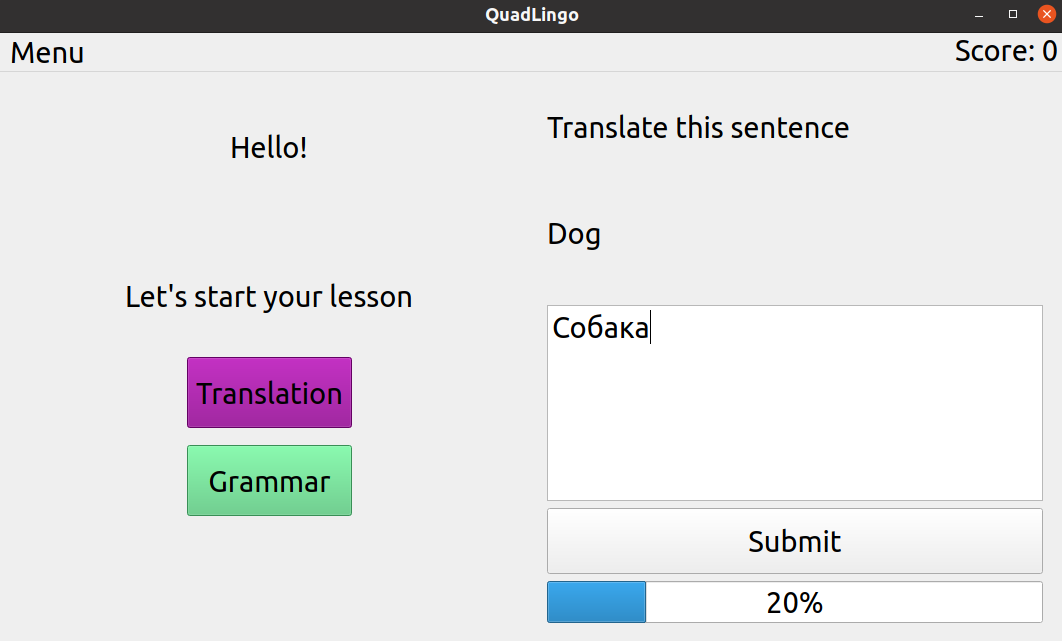 QuadLingo
Menu
Score: 0
Hello!
Let's start your lesson
Translation
Grammar
Translate this sentence
Dog
Собака
Submit
20%